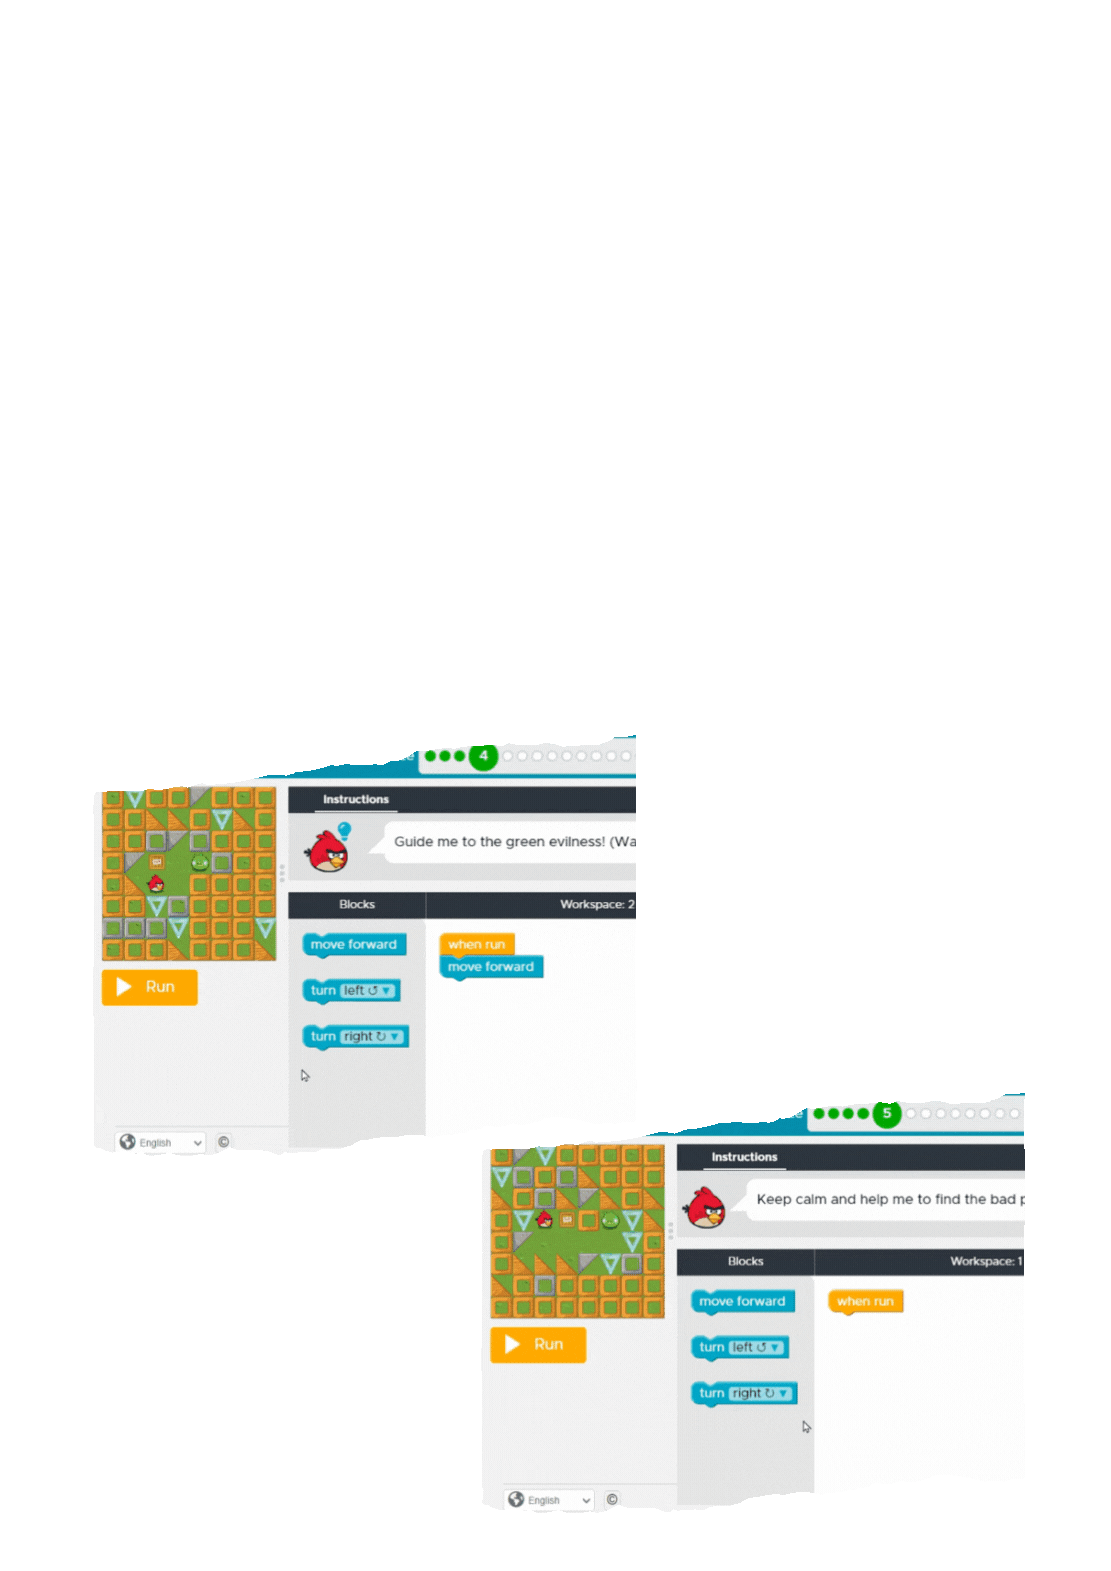 4
Instructions
Guide me to the green evilness! (Wa
Blocks
Workspace: 2
move forward
when run
move forward
turn left ↺ ▼
Run
turn right ↻ ▼
English
©
5
Instructions
Keep calm and help me to find the bad p
Blocks
Workspace: 1
move forward
when run
turn left ↺ ▼
Run
turn right ↻ ▼
English
©